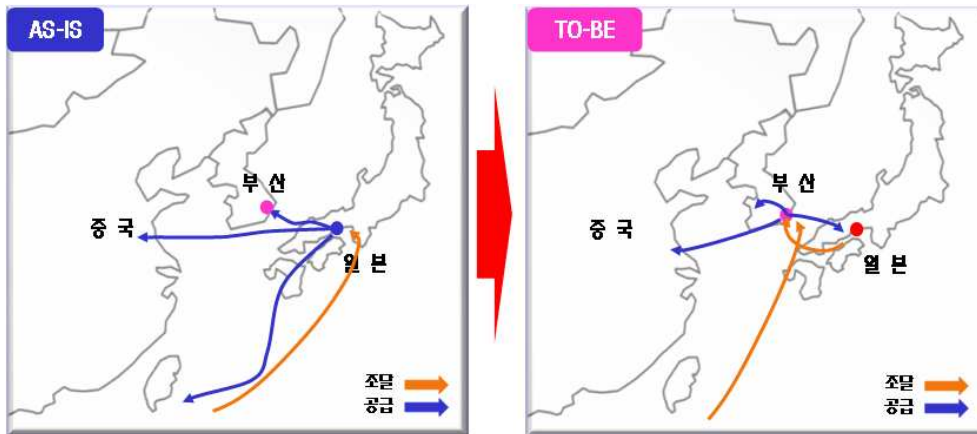 AS-IS
부 산
중 국
일 본
조달
공급
TO-BE
부 산
중 국
일 본
조달
공급